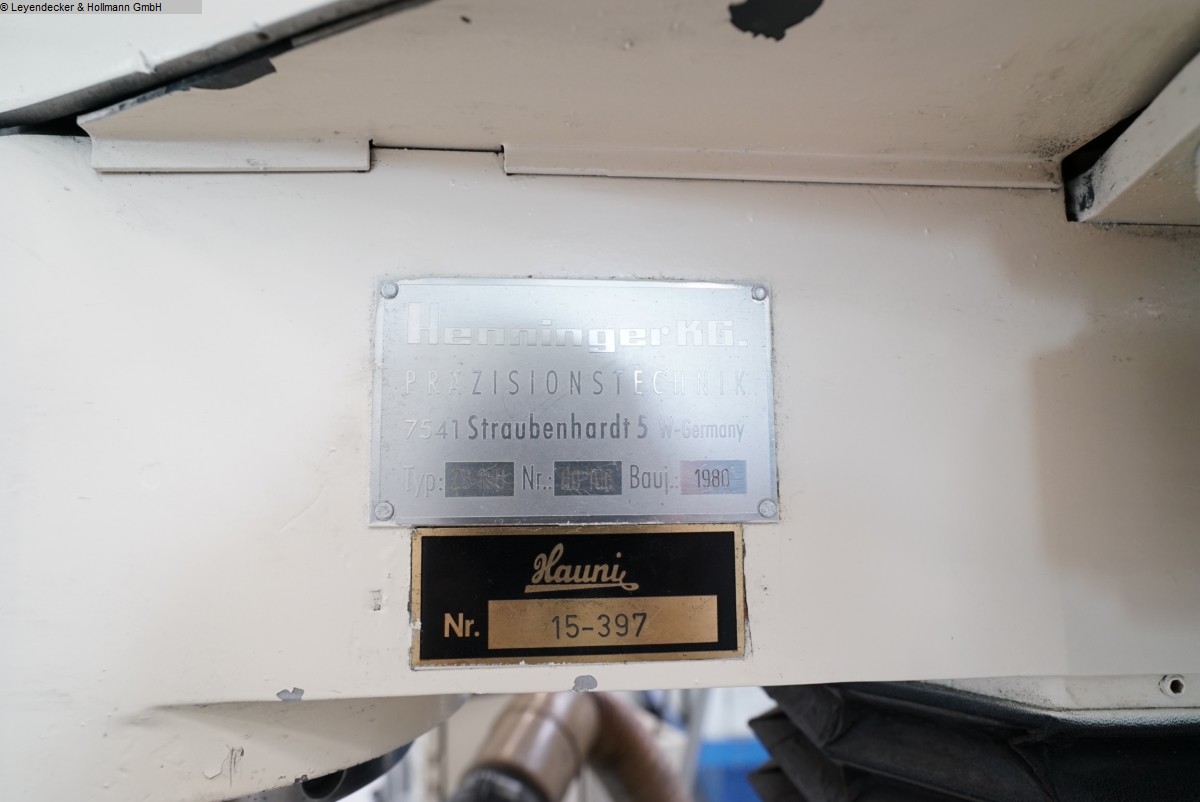 © Leyendecker & Hollmann GmbH
Henninger KG.
PRÄZISIONSTECHNIK
7541 Straubenhardt 5 W-Germany
Typ: Nr.: Bauj.: 1980
Hauni
Nr. 15-397